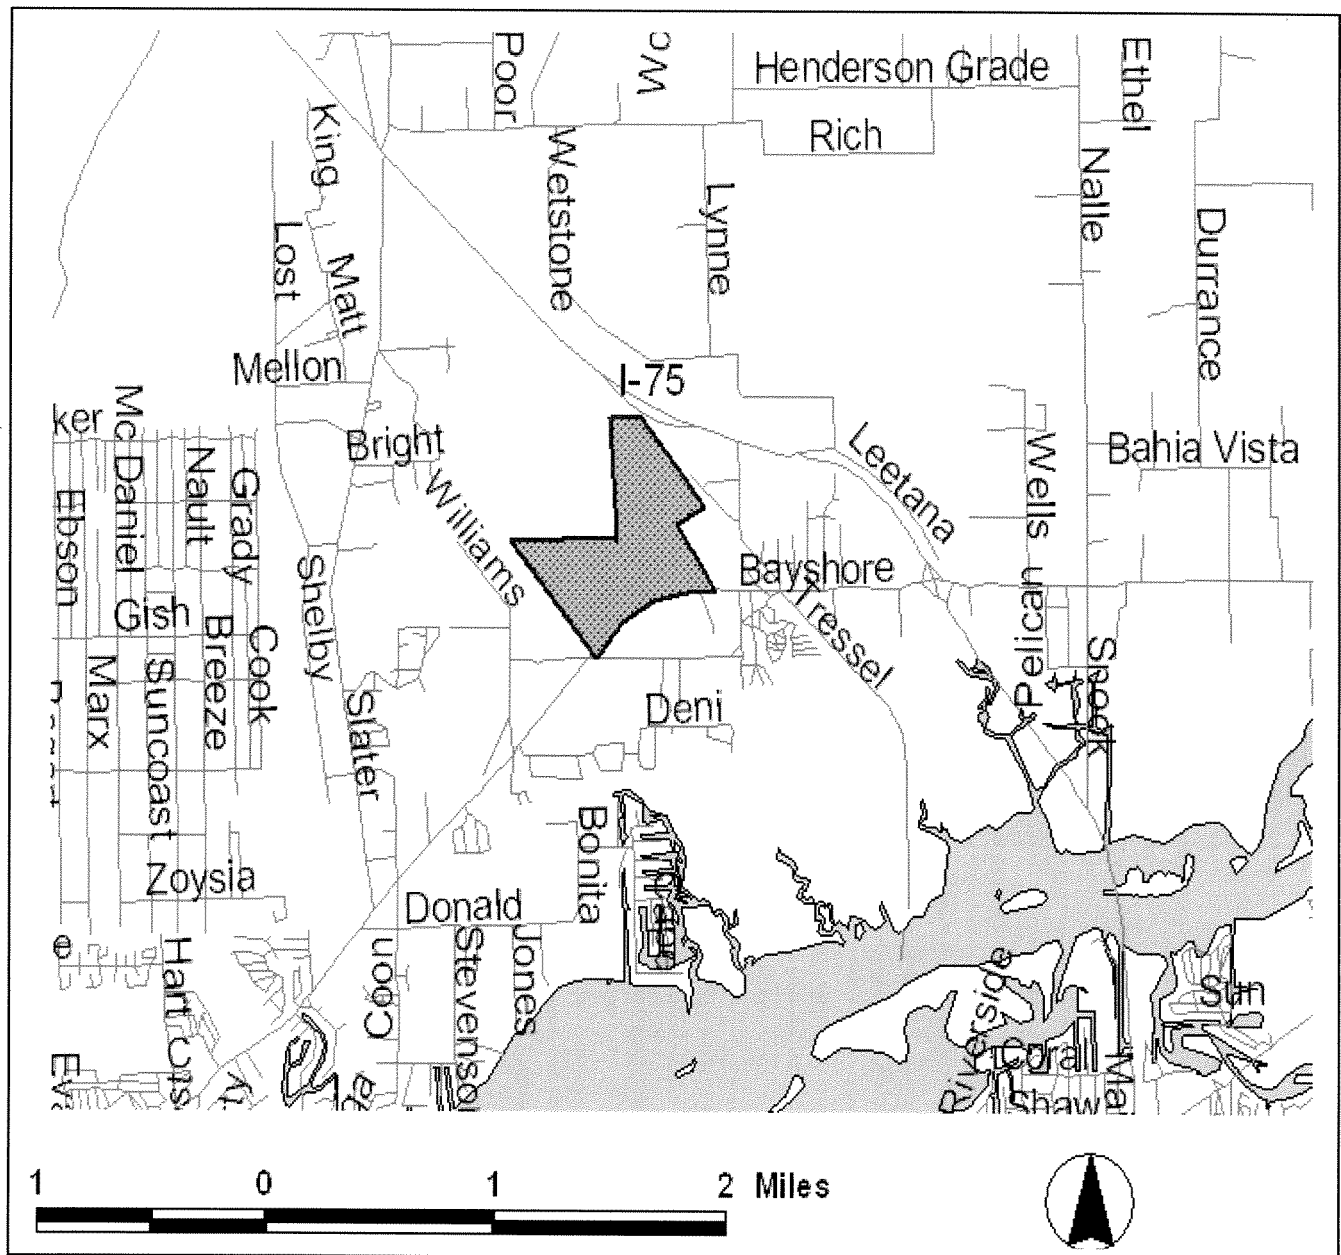 Poor
Wo
Henderson Grade
Ethel
Rich
King
Wetstone
Lynne
Nalle
Durrance
Lost
Matt
Mellon
I-75
ker
Mc Daniel
Bright
Leetana
Bahia Vista
Nault
Grady
Wells
Ebson
Williams
Shelby
Bayshore
Tressel
Pelican
Gish
Breeze
Cook
Marx
Suncoast
Slater
Deni
Snook
Bonita
Zoysia
Donald
e
Hart
Coon
Stevenson
Jones
Riverside
Sun
Coral
Shaw
Ma
1 0 1 2 Miles